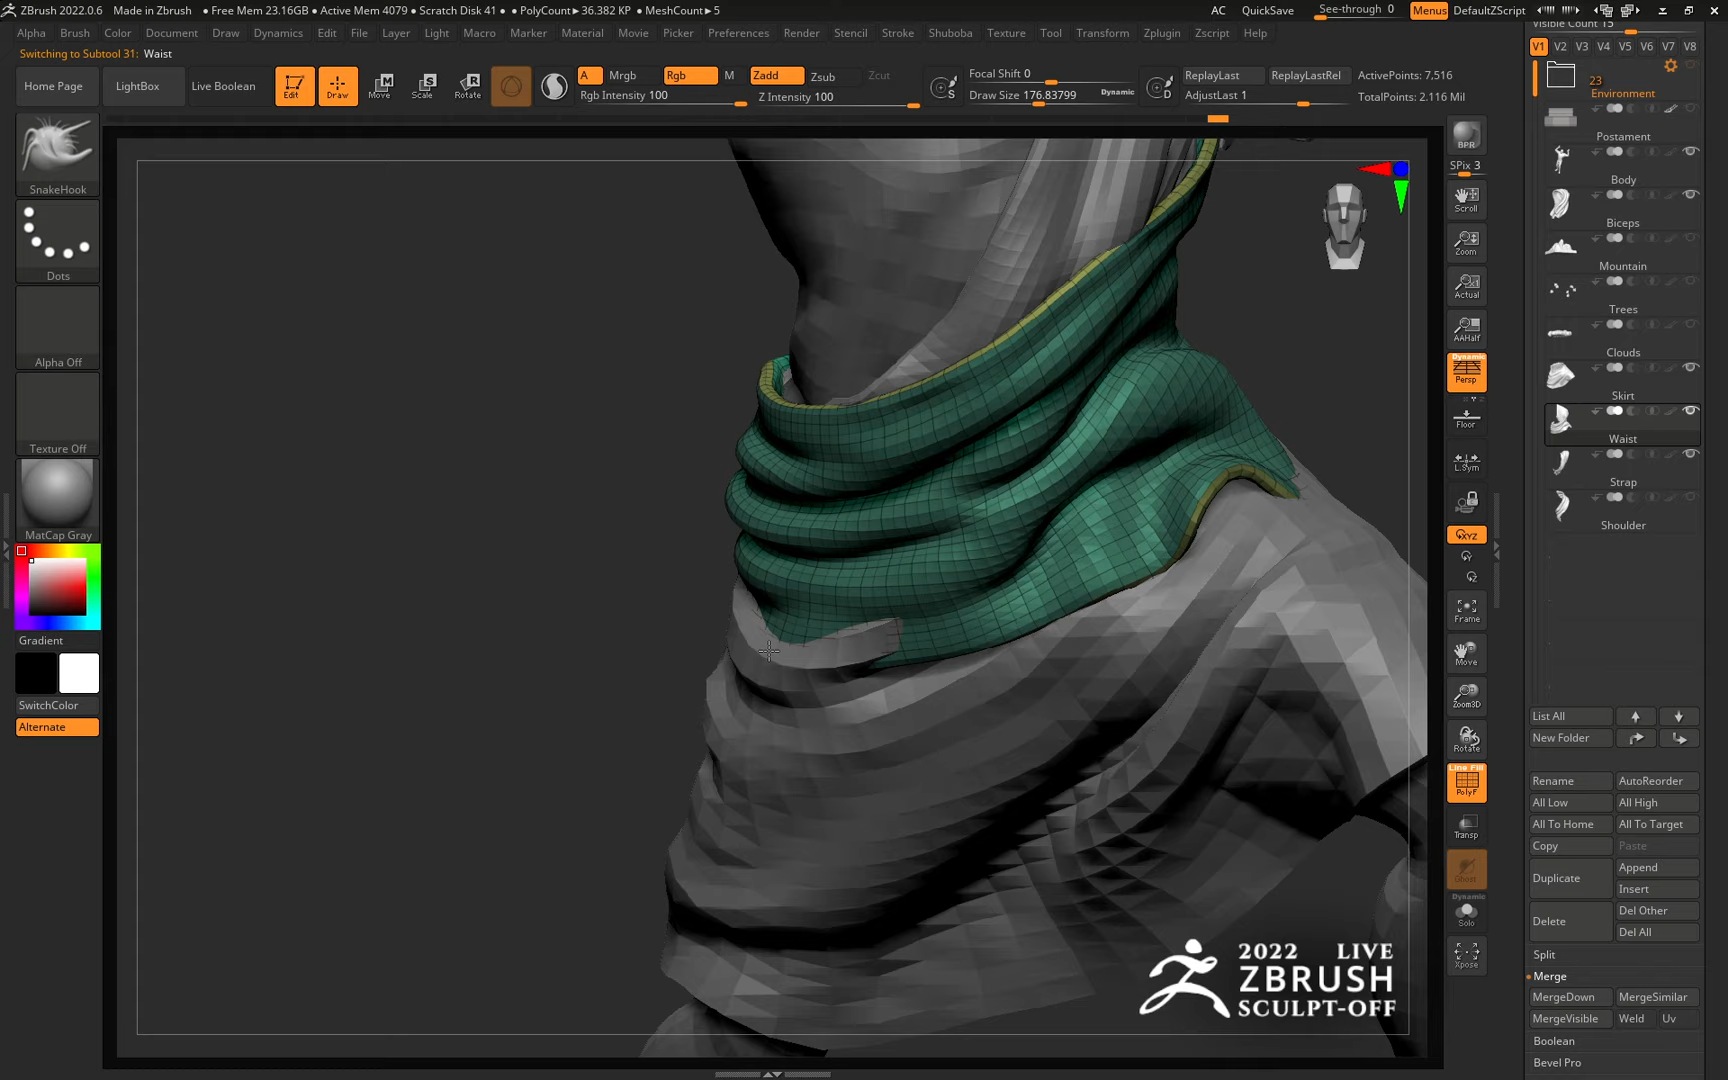 ZBrush 2022.0.6 Made in Zbrush • Free Mem 23.16GB • Active Mem 4079 • Scratch Disk 41 • • PolyCount▸ 36.382 KP • MeshCount▸ 5 AC QuickSave See-through 0 Menus DefaultZScript
Alpha Brush Color Document Draw Dynamics Edit File Layer Light Macro Marker Material Movie Picker Preferences Render Stencil Stroke Shuboba Texture Tool Transform Zplugin Zscript Help
Switching to Subtool 31: Waist
Home Page LightBox Live Boolean Edit Draw Move Scale Rotate
A Mrgb Rgb M Zadd Zsub Zcut
Rgb Intensity 100 Z Intensity 100
S Focal Shift 0
Draw Size 176.83799 Dynamic
D ReplayLast ReplayLastRel
AdjustLast 1
ActivePoints: 7,516
TotalPoints: 2.116 Mil
SnakeHook
Dots
Alpha Off
Texture Off
MatCap Gray
Gradient
SwitchColor
Alternate
BPR
SPix 3
Scroll
Zoom
Actual
AAHalf
Dynamic
Persp
Floor
L.Sym
XYZ
Y
Z
Frame
Move
Zoom3D
Rotate
Line Fill
PolyF
Transp
Ghost
Dynamic
Solo
Xpose
Visible Count 15
V1 V2 V3 V4 V5 V6 V7 V8
23
Environment
Postament
Body
Biceps
Mountain
Trees
Clouds
Skirt
Waist
Strap
Shoulder
List All
New Folder
Rename AutoReorder
All Low All High
All To Home All To Target
Copy Paste
Duplicate Append
Insert
Delete Del Other
Del All
Split
Merge
MergeDown MergeSimilar
MergeVisible Weld Uv
Boolean
Bevel Pro
2022 LIVE
ZBRUSH
SCULPT-OFF